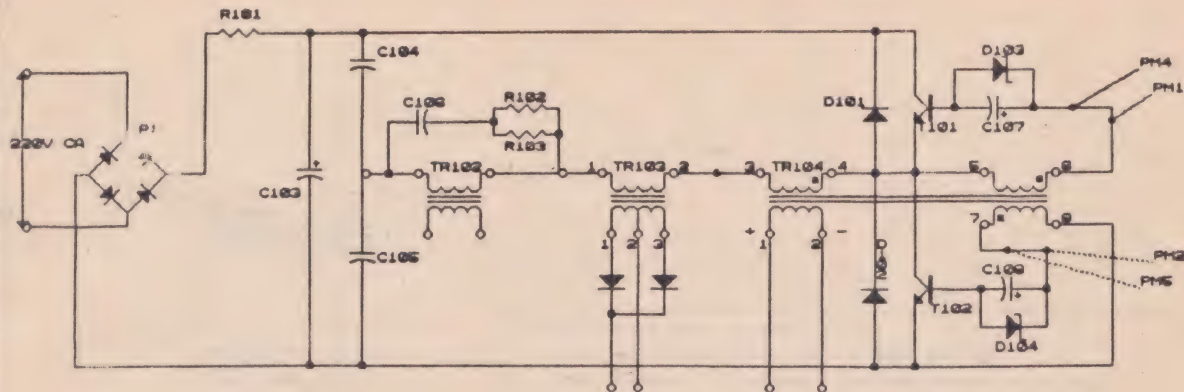 R101
C104
D103
PM4
PM1
C106
R102
R103
D101
T101
C107
220V CA
P1
C103
TR102
1 TR103 2
3 TR104 4
5 6
7 8
1 2 3
+ 1 2 -
C105
C108
T102
D104
PM2
PM5